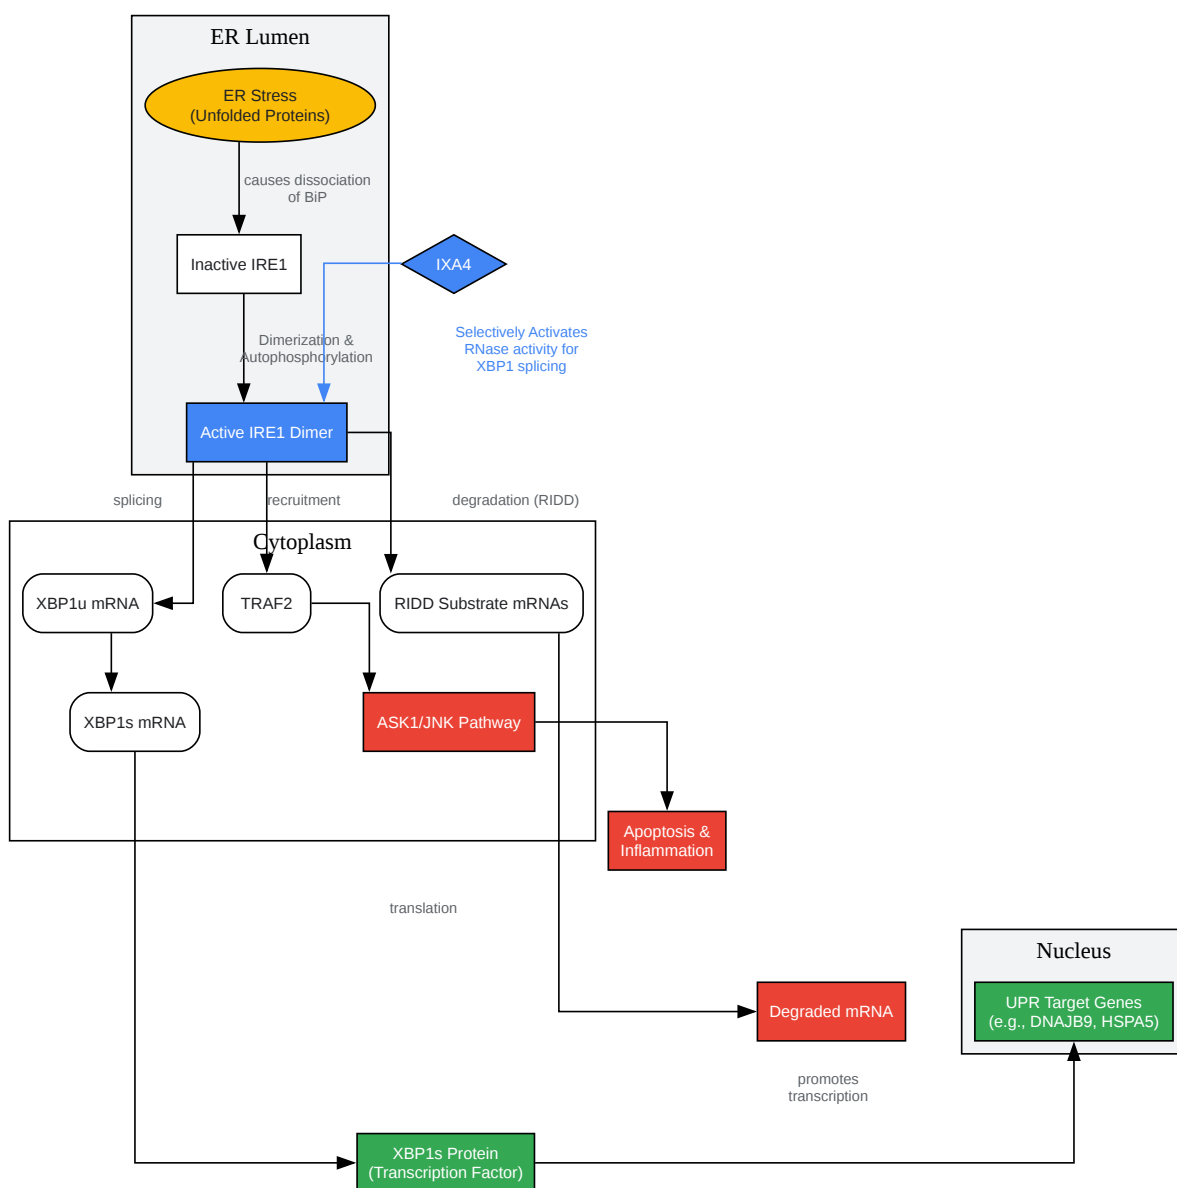 ER Lumen
ER Stress
(Unfolded Proteins)
causes dissociation
of BiP
Inactive IRE1
IXA4
Dimerization &
Autophosphorylation
Selectively Activates
RNase activity for
XBP1 splicing
Active IRE1 Dimer
splicing
recruitment
degradation (RIDD)
Cytoplasm
XBP1u mRNA
TRAF2
RIDD Substrate mRNAs
XBP1s mRNA
ASK1/JNK Pathway
Apoptosis &
Inflammation
translation
Nucleus
UPR Target Genes
(e.g., DNAJB9, HSPA5)
Degraded mRNA
promotes
transcription
XBP1s Protein
(Transcription Factor)